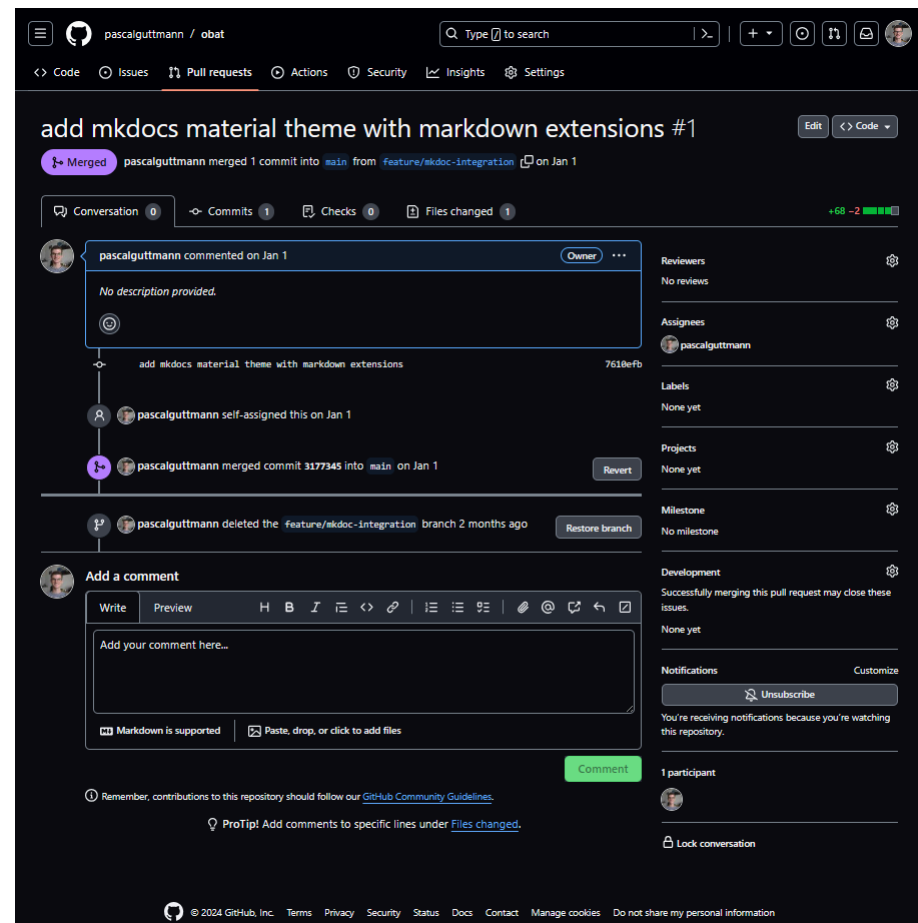 pascalguttmann / obat
Type / to search
Code Issues Pull requests Actions Security Insights Settings
add mkdocs material theme with markdown extensions #1
Edit
Code
Merged
pascalguttmann merged 1 commit into main from feature/mkdoc-integration on Jan 1
Conversation 0
Commits 1
Checks 0
Files changed 1
+68 −2
pascalguttmann commented on Jan 1
Owner
No description provided.
add mkdocs material theme with markdown extensions
7610efb
pascalguttmann self-assigned this on Jan 1
pascalguttmann merged commit 3177345 into main on Jan 1
Revert
pascalguttmann deleted the feature/mkdoc-integration branch 2 months ago
Restore branch
Add a comment
Write Preview
Add your comment here...
Markdown is supported
Paste, drop, or click to add files
Comment
Remember, contributions to this repository should follow our GitHub Community Guidelines.
ProTip! Add comments to specific lines under Files changed.
Reviewers
No reviews
Assignees
pascalguttmann
Labels
None yet
Projects
None yet
Milestone
No milestone
Development
Successfully merging this pull request may close these
issues.
None yet
Notifications
Customize
Unsubscribe
You're receiving notifications because you're watching
this repository.
1 participant
Lock conversation
© 2024 GitHub, Inc. Terms Privacy Security Status Docs Contact Manage cookies Do not share my personal information